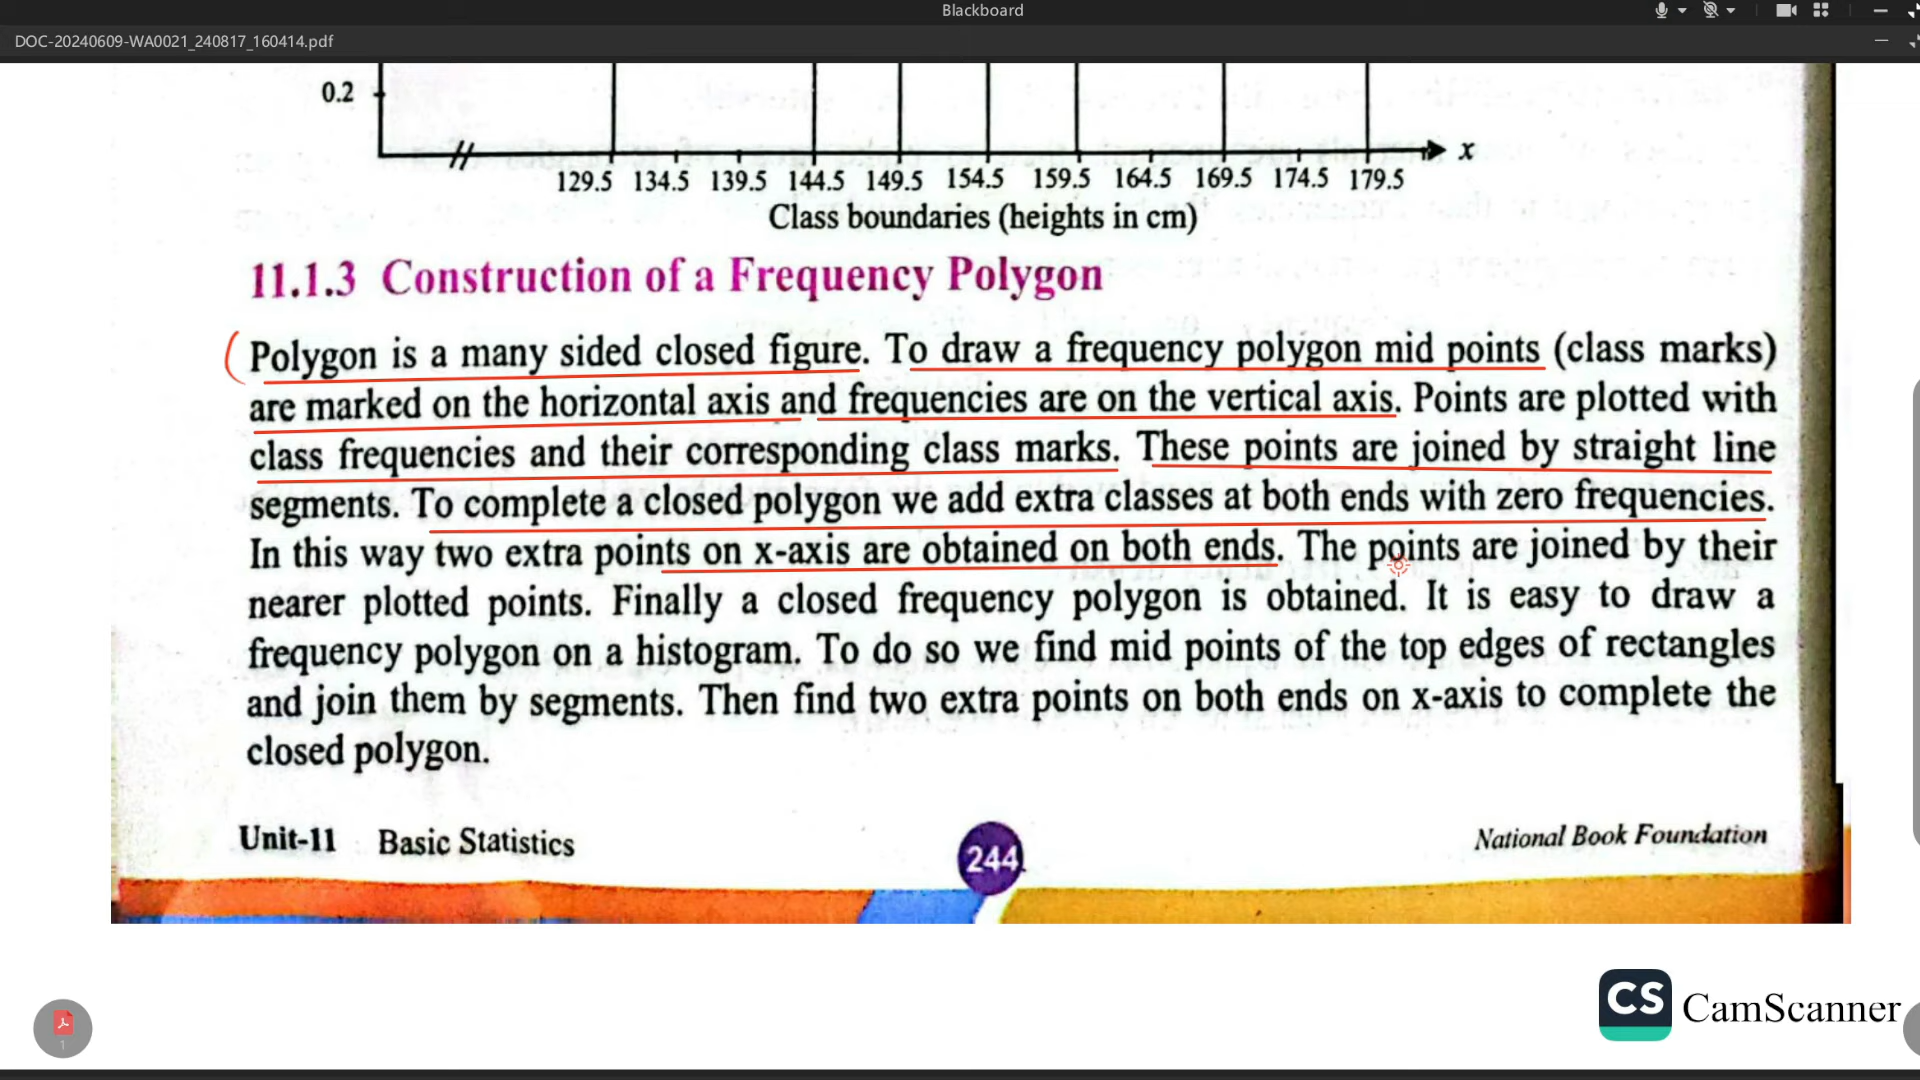 Blackboard
DOC-20240609-WA0021_240817_160414.pdf
0.2
x
129.5 134.5 139.5 144.5 149.5 154.5 159.5 164.5 169.5 174.5 179.5
Class boundaries (heights in cm)
11.1.3 Construction of a Frequency Polygon
Polygon is a many sided closed figure. To draw a frequency polygon mid points (class marks)
are marked on the horizontal axis and frequencies are on the vertical axis. Points are plotted with
class frequencies and their corresponding class marks. These points are joined by straight line
segments. To complete a closed polygon we add extra classes at both ends with zero frequencies.
In this way two extra points on x-axis are obtained on both ends. The points are joined by their
nearer plotted points. Finally a closed frequency polygon is obtained. It is easy to draw a
frequency polygon on a histogram. To do so we find mid points of the top edges of rectangles
and join them by segments. Then find two extra points on both ends on x-axis to complete the
closed polygon.
Unit-11 Basic Statistics
244
National Book Foundation
CS CamScanner
1